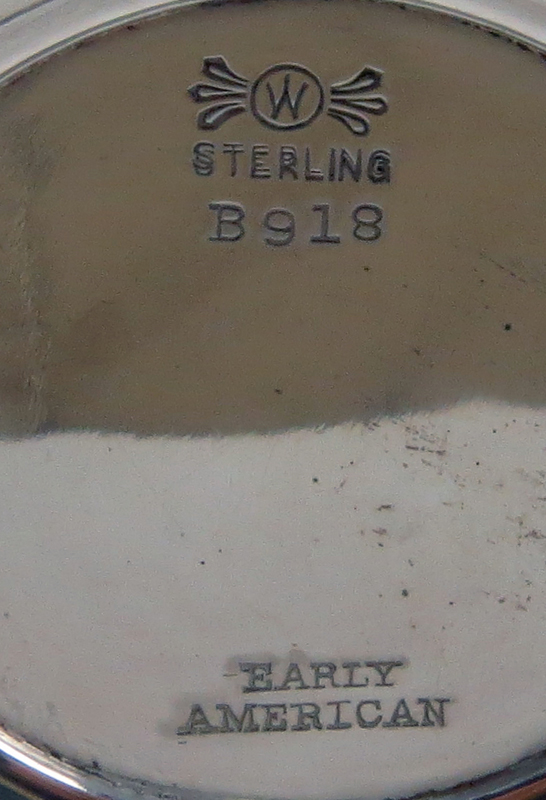 W
STERLING
B918
EARLY
AMERICAN